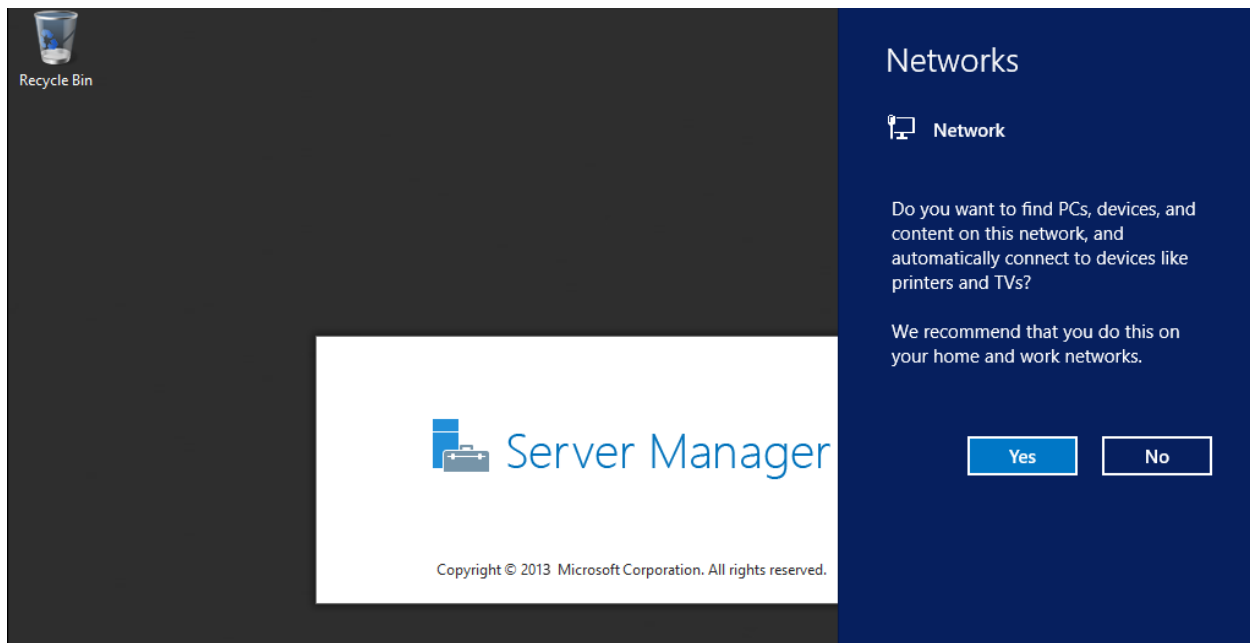 Recycle Bin
Networks
Network
Do you want to find PCs, devices, and
content on this network, and
automatically connect to devices like
printers and TVs?
We recommend that you do this on
your home and work networks.
Yes
No
Server Manager
Copyright © 2013 Microsoft Corporation. All rights reserved.